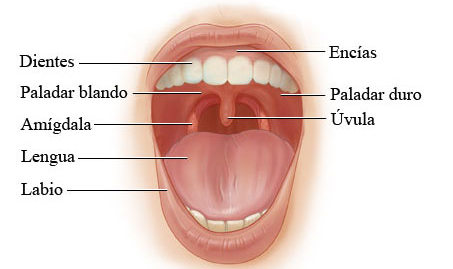 Dientes
Paladar blando
Amígdala
Lengua
Labio
Encías
Paladar duro
Úvula